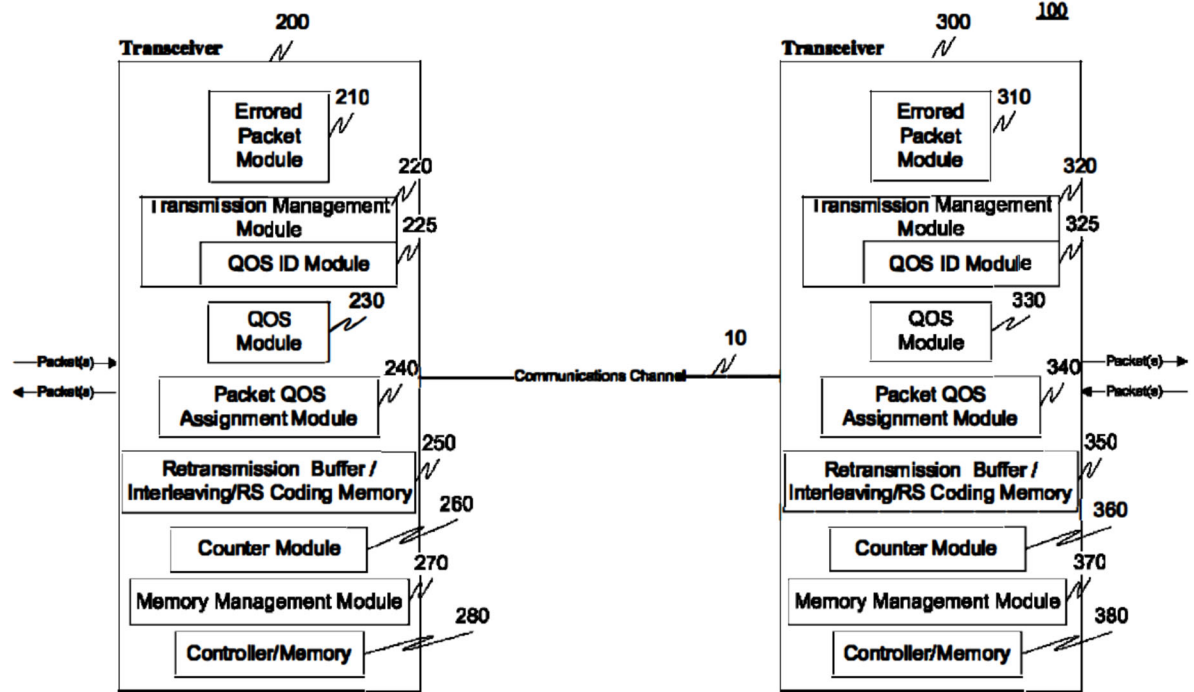 100
200
Transceiver
210
Errored
Packet
Module
220
Transmission Management
Module
225
QOS ID Module
230
QOS
Module
Packet(s)
Packet(s)
240
Packet QOS
Assignment Module
250
Retransmission Buffer /
Interleaving/RS Coding Memory
260
Counter Module
270
Memory Management Module
280
Controller/Memory
10
Communications Channel
300
Transceiver
310
Errored
Packet
Module
320
Transmission Management
Module
325
QOS ID Module
330
QOS
Module
Packet(s)
Packet(s)
340
Packet QOS
Assignment Module
350
Retransmission Buffer /
Interleaving/RS Coding Memory
360
Counter Module
370
Memory Management Module
380
Controller/Memory